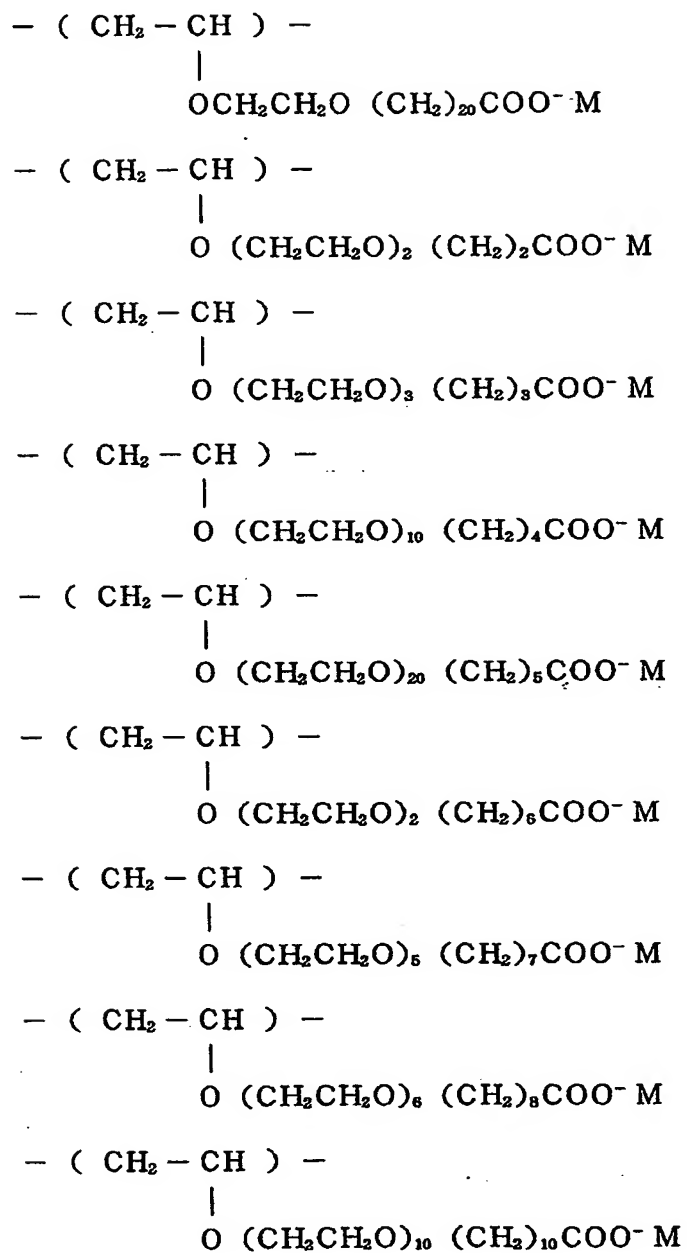 — ( CH₂ — CH ) —
|
OCH₂CH₂O (CH₂)₂₀COO⁻ M
— ( CH₂ — CH ) —
|
O (CH₂CH₂O)₂ (CH₂)₂COO⁻ M
— ( CH₂ — CH ) —
|
O (CH₂CH₂O)₃ (CH₂)₃COO⁻ M
— ( CH₂ — CH ) —
|
O (CH₂CH₂O)₁₀ (CH₂)₄COO⁻ M
— ( CH₂ — CH ) —
|
O (CH₂CH₂O)₂₀ (CH₂)₅COO⁻ M
— ( CH₂ — CH ) —
|
O (CH₂CH₂O)₂ (CH₂)₆COO⁻ M
— ( CH₂ — CH ) —
|
O (CH₂CH₂O)₅ (CH₂)₇COO⁻ M
— ( CH₂ — CH ) —
|
O (CH₂CH₂O)₆ (CH₂)₈COO⁻ M
— ( CH₂ — CH ) —
|
O (CH₂CH₂O)₁₀ (CH₂)₁₀COO⁻ M